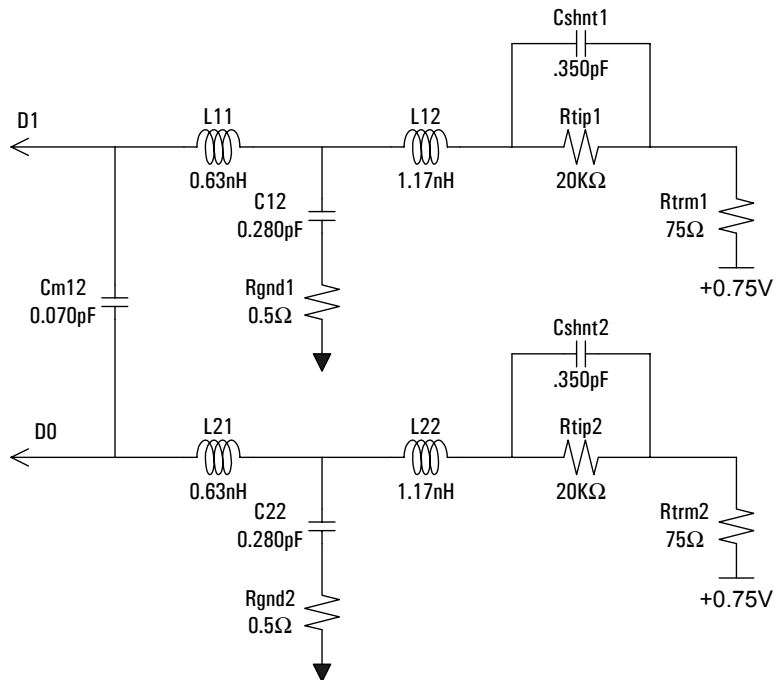 Cshnt1
.350pF
D1
L11
L12
Rtip1
0.63nH
1.17nH
20KΩ
C12
0.280pF
Rtrm1
75Ω
Rgnd1
0.5Ω
+0.75V
Cm12
0.070pF
Cshnt2
.350pF
D0
L21
L22
Rtip2
0.63nH
1.17nH
20KΩ
C22
0.280pF
Rtrm2
75Ω
Rgnd2
0.5Ω
+0.75V